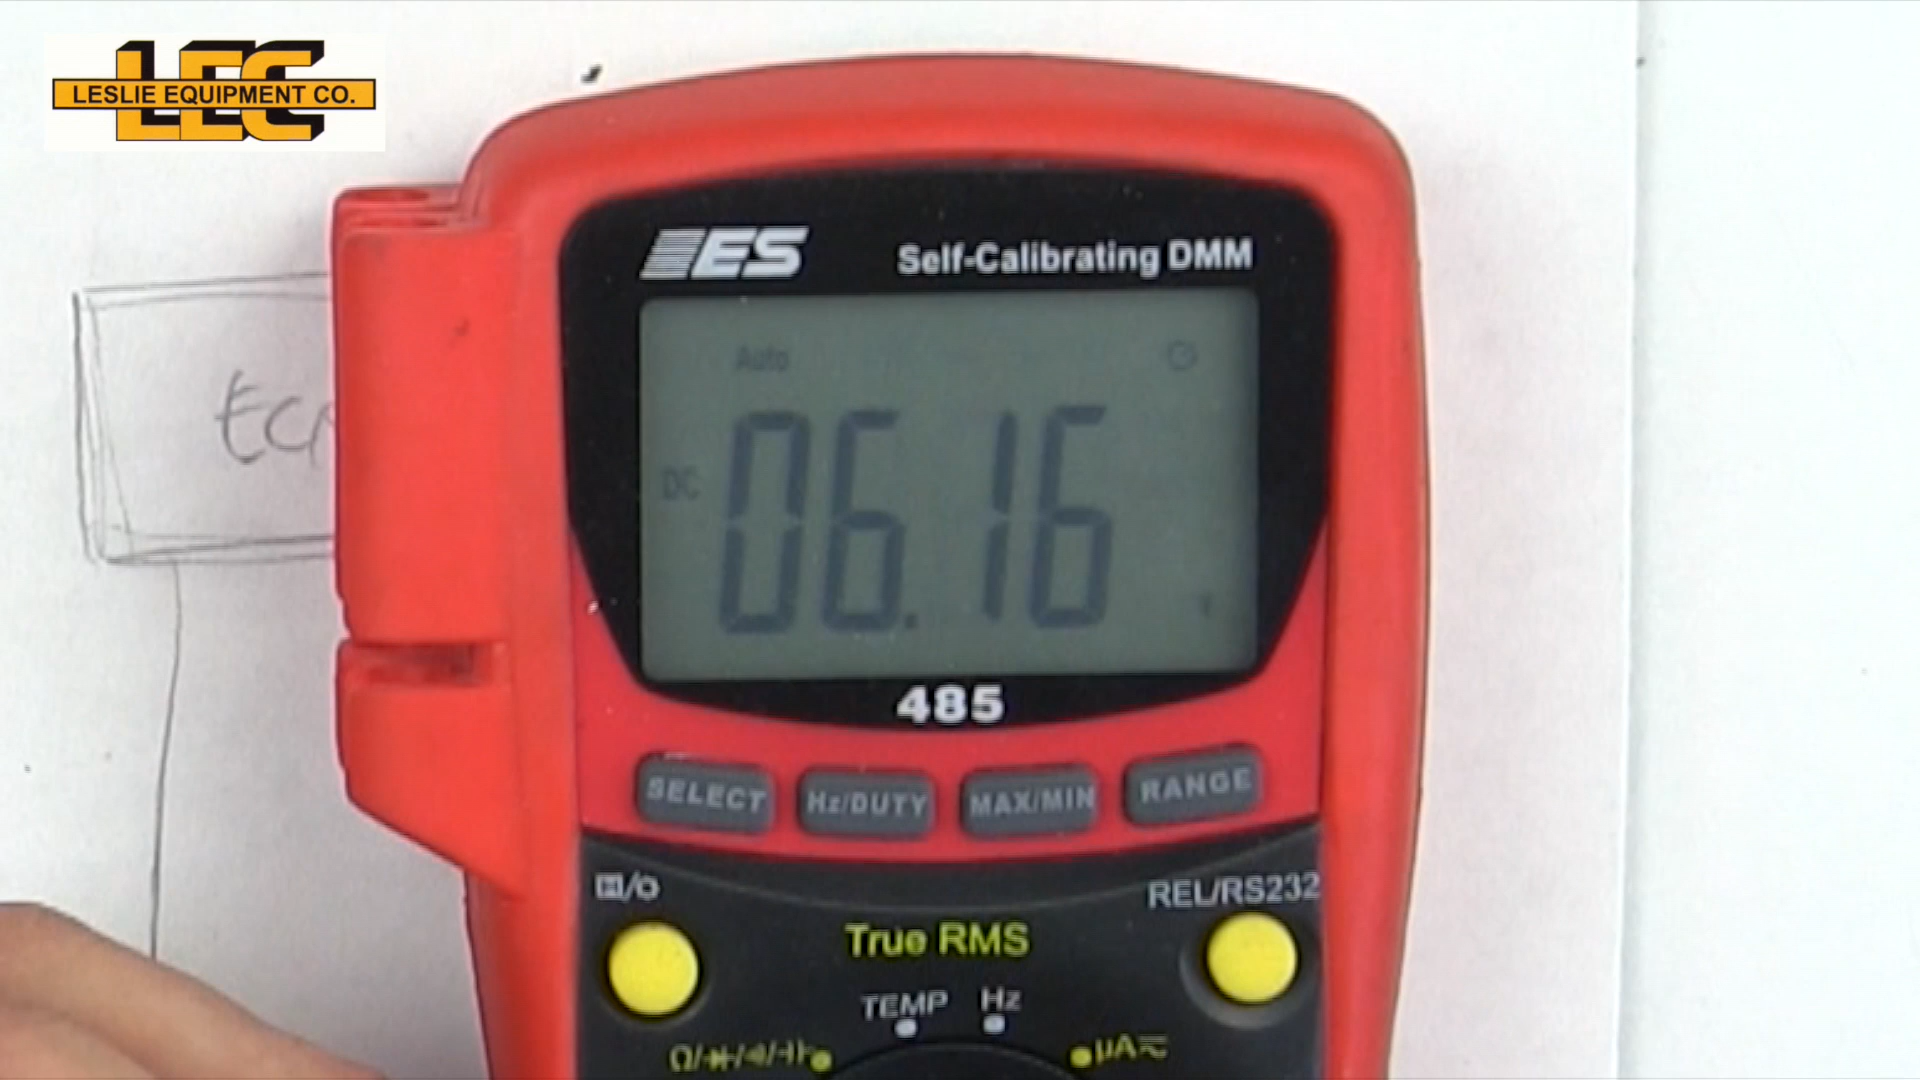 LEC
LESLIE EQUIPMENT CO.
ES
Self-Calibrating DMM
Auto
DC
06.16
V
485
SELECT
Hz/DUTY
MAX/MIN
RANGE
H/
REL/RS232
True RMS
TEMP
Hz
Ω/
µA